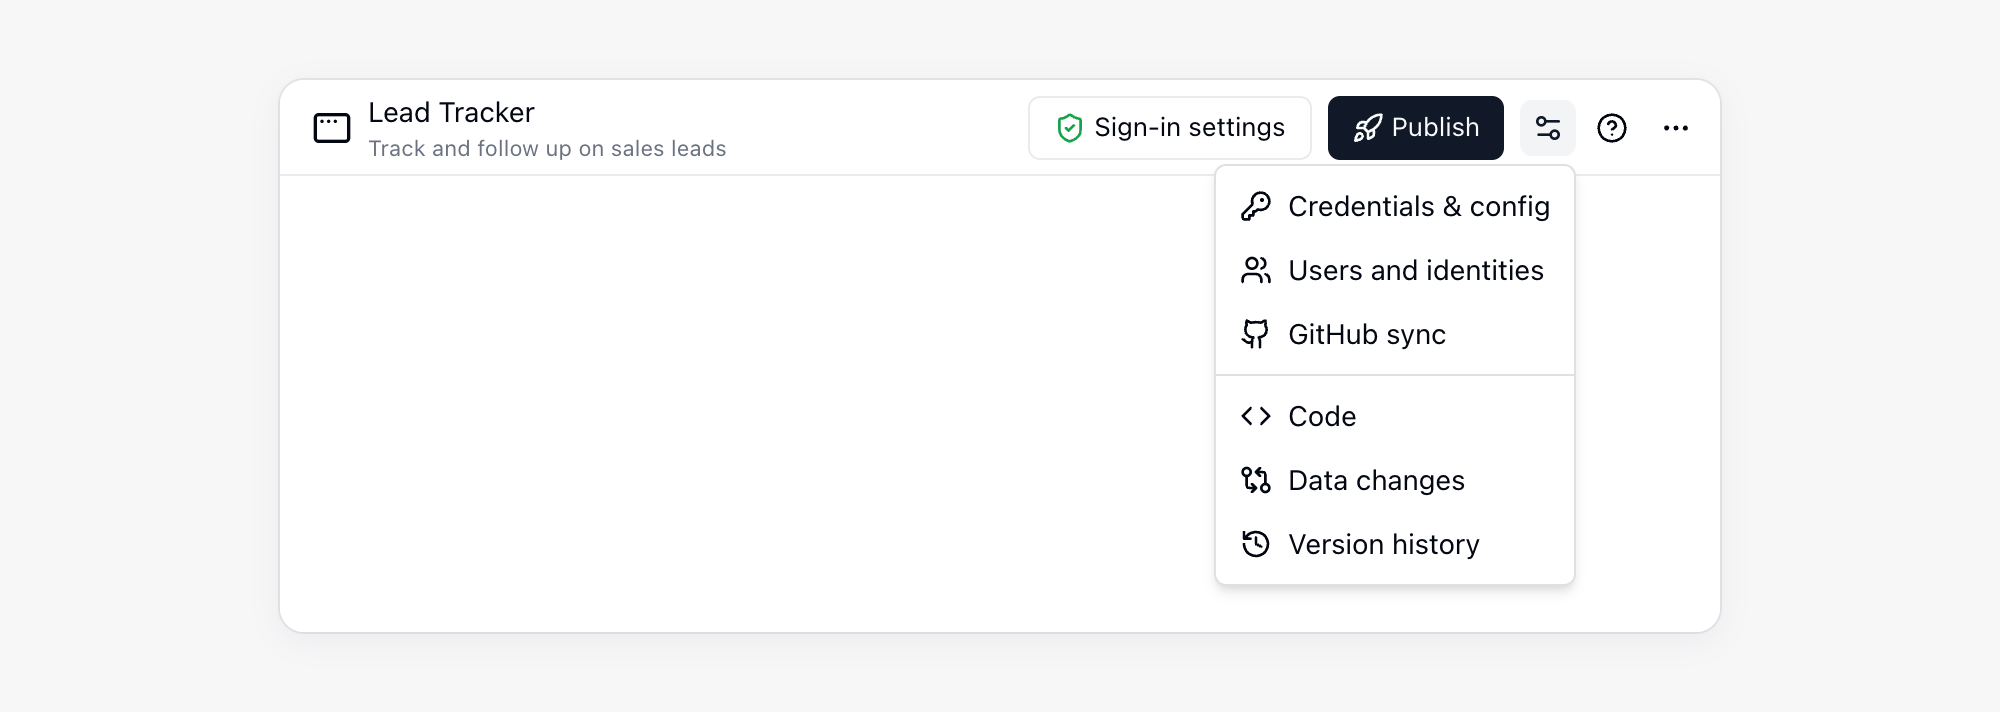 Lead Tracker
Track and follow up on sales leads
Sign-in settings
Publish
Credentials & config
Users and identities
GitHub sync
Code
Data changes
Version history